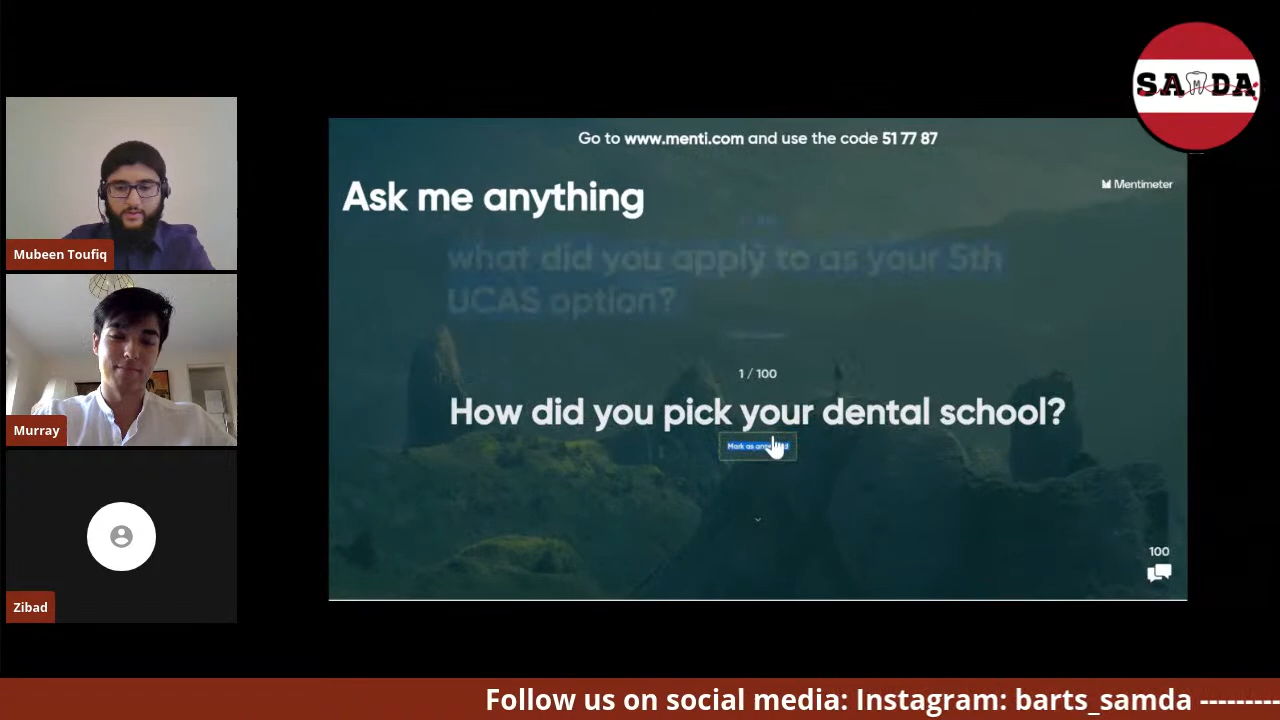 SAMDA
Go to www.menti.com and use the code 51 77 87
Mentimeter
Ask me anything
what did you apply to as your 5th
UCAS option?
1 / 100
How did you pick your dental school?
Mark as
100
Mubeen Toufiq
Murray
Zibad
Follow us on social media: Instagram: barts_samda ---------